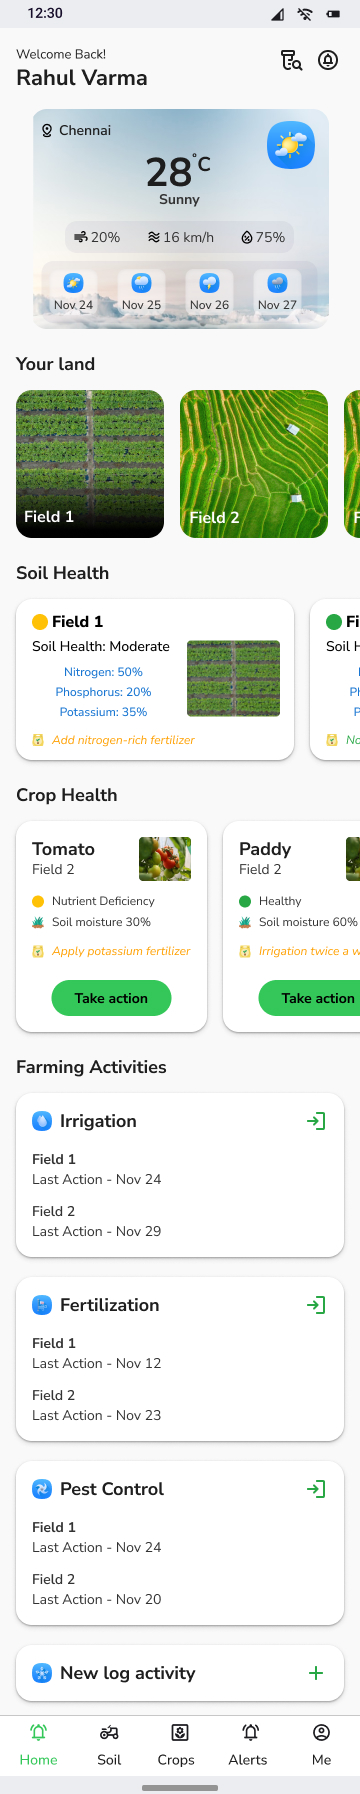 12:30
Welcome Back!
Rahul Varma
Chennai
28°C
Sunny
20% 16 km/h 75%
Nov 24 Nov 25 Nov 26 Nov 27
Your land
Field 1 Field 2 F
Soil Health
Field 1
Soil Health: Moderate
Nitrogen: 50%
Phosphorus: 20%
Potassium: 35%
Add nitrogen-rich fertilizer
Fi
Soil H
N
Ph
P
No
Crop Health
Tomato
Field 2
Nutrient Deficiency
Soil moisture 30%
Apply potassium fertilizer
Take action
Paddy
Field 2
Healthy
Soil moisture 60%
Irrigation twice a w
Take action
Farming Activities
Irrigation
Field 1
Last Action - Nov 24
Field 2
Last Action - Nov 29
Fertilization
Field 1
Last Action - Nov 12
Field 2
Last Action - Nov 23
Pest Control
Field 1
Last Action - Nov 24
Field 2
Last Action - Nov 20
New log activity
Home Soil Crops Alerts Me